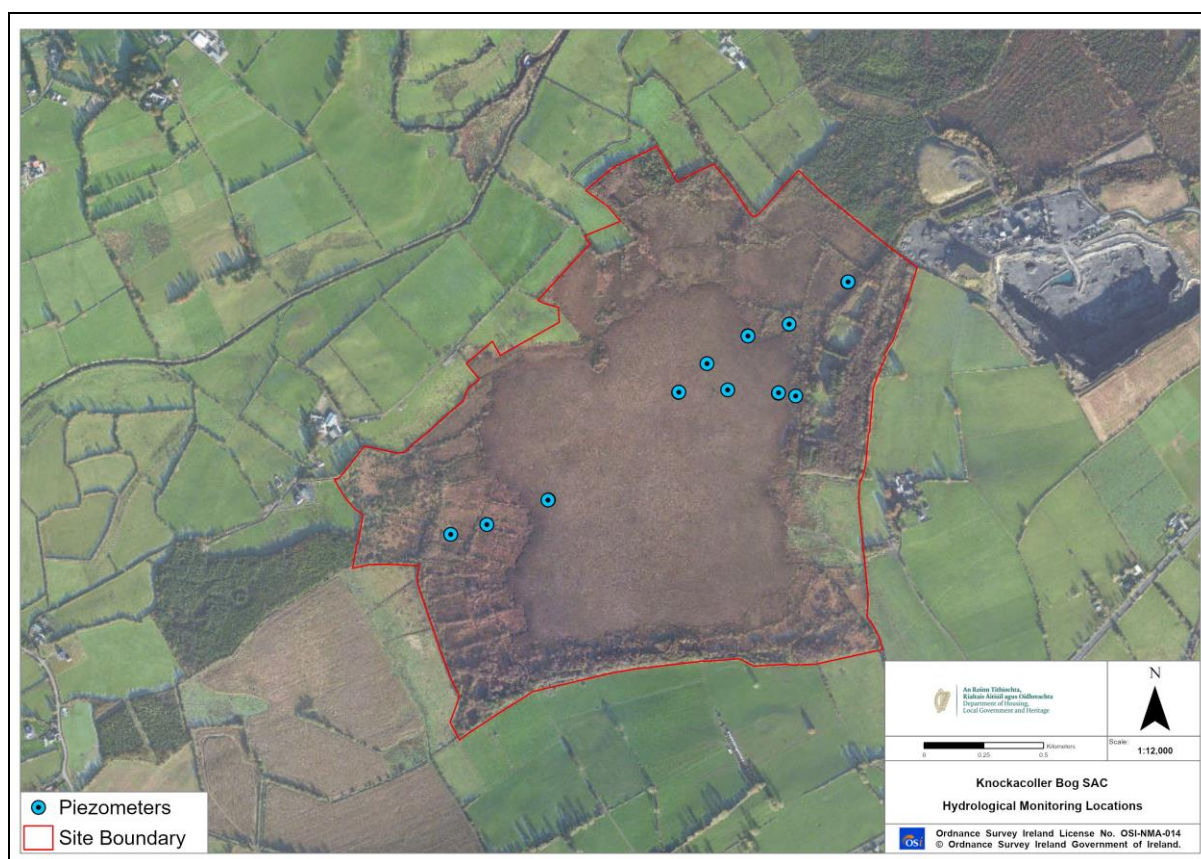 An Roinn Tithíochta,
Rialtais Áitiúil agus Oidhreachta
Department of Housing,
Local Government and Heritage
N
0 0.25 0.5 Kilometers
Scale:
1:12,000
Knockacoller Bog SAC
Hydrological Monitoring Locations
OSi
Ordnance Survey Ireland License No. OSI-NMA-014
© Ordnance Survey Ireland Government of Ireland.
Piezometers
Site Boundary